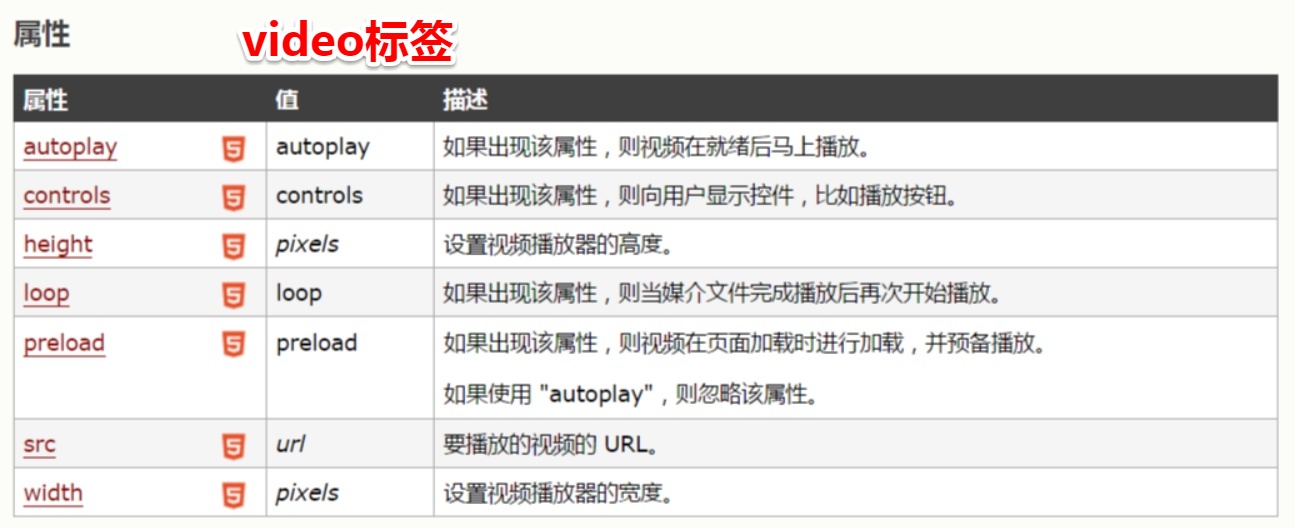 属性
video标签
属性 值 描述
autoplay 5 autoplay 如果出现该属性，则视频在就绪后马上播放。
controls 5 controls 如果出现该属性，则向用户显示控件，比如播放按钮。
height 5 pixels 设置视频播放器的高度。
loop 5 loop 如果出现该属性，则当媒介文件完成播放后再次开始播放。
preload 5 preload 如果出现该属性，则视频在页面加载时进行加载，并预备播放。
如果使用 "autoplay"，则忽略该属性。
src 5 url 要播放的视频的 URL。
width 5 pixels 设置视频播放器的宽度。